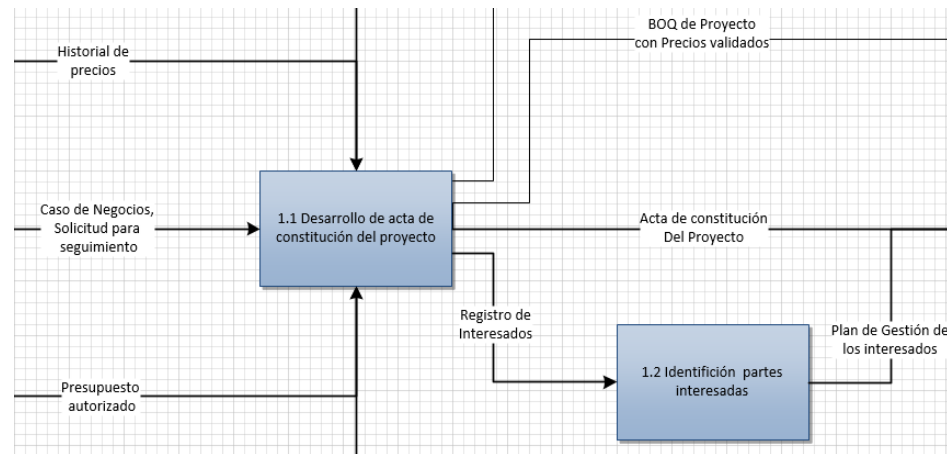 BOQ de Proyecto
con Precios validados
Historial de
precios
1.1 Desarrollo de acta de
constitución del proyecto
Caso de Negocios,
Solicitud para
seguimiento
Acta de constitución
Del Proyecto
Registro de
Interesados
Plan de Gestión de
los interesados
1.2 Identifición partes
interesadas
Presupuesto
autorizado